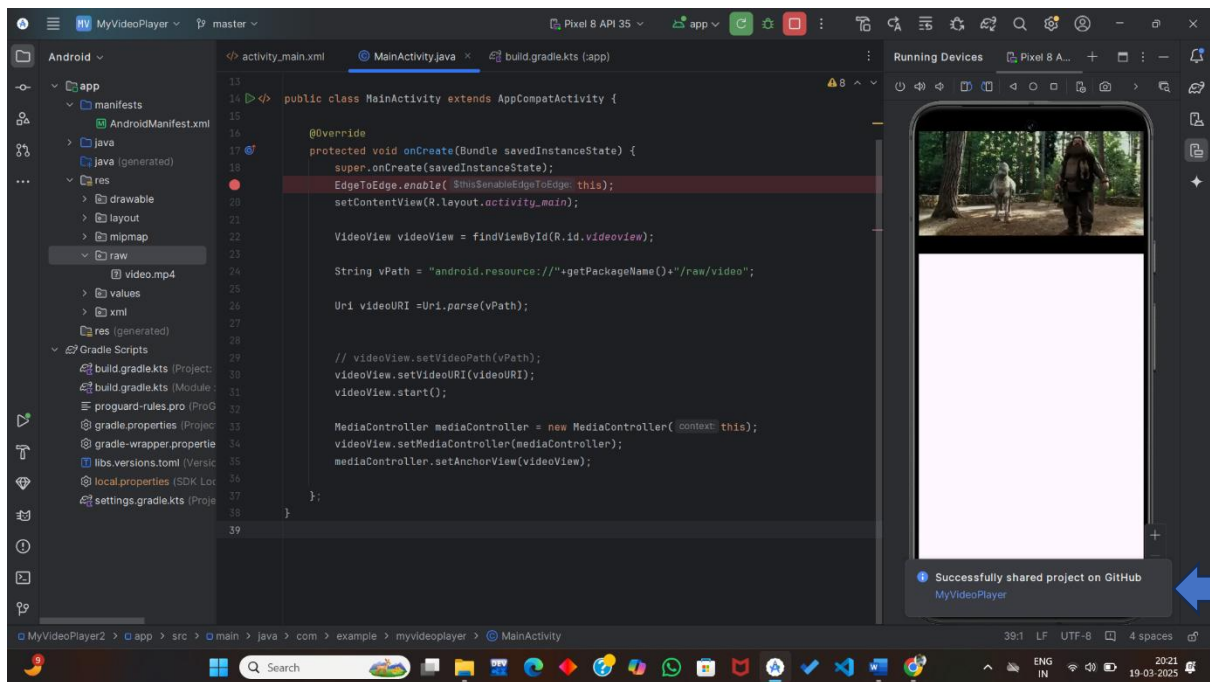 MV MyVideoPlayer master Pixel 8 API 35 app
Android
activity_main.xml MainActivity.java build.gradle.kts (:app)
Running Devices Pixel 8 A...
app
manifests
AndroidManifest.xml
java
java (generated)
res
drawable
layout
mipmap
raw
video.mp4
values
xml
res (generated)
Gradle Scripts
build.gradle.kts (Project:
build.gradle.kts (Module :
proguard-rules.pro (ProG
gradle.properties (Projec
gradle-wrapper.propertie
libs.versions.toml (Versic
local.properties (SDK Loc
settings.gradle.kts (Proje
8
13
14 public class MainActivity extends AppCompatActivity {
15
16 @Override
17 protected void onCreate(Bundle savedInstanceState) {
18 super.onCreate(savedInstanceState);
EdgeToEdge.enable( $this$enableEdgeToEdge: this);
20 setContentView(R.layout.activity_main);
21
22 VideoView videoView = findViewById(R.id.videoview);
23
24 String vPath = "android.resource://"+getPackageName()+"/raw/video";
25
26 Uri videoURI =Uri.parse(vPath);
27
28
29 // videoView.setVideoPath(vPath);
30 videoView.setVideoURI(videoURI);
31 videoView.start();
32
33 MediaController mediaController = new MediaController( context: this);
34 videoView.setMediaController(mediaController);
35 mediaController.setAnchorView(videoView);
36
37 };
38 }
39
Successfully shared project on GitHub
MyVideoPlayer
MyVideoPlayer2 > app > src > main > java > com > example > myvideoplayer > MainActivity
39:1 LF UTF-8 4 spaces
9
Search
DEV
ENG
IN
20:21
19-03-2025